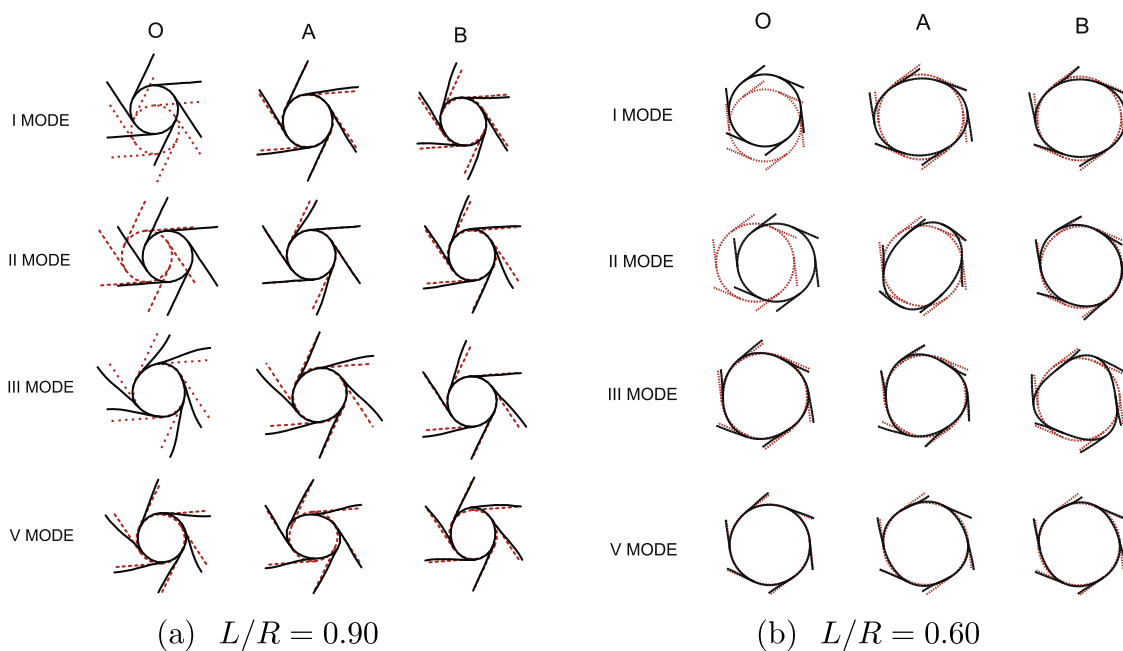 O A B
I MODE
II MODE
III MODE
V MODE
(a) L/R = 0.90
O A B
I MODE
II MODE
III MODE
V MODE
(b) L/R = 0.60